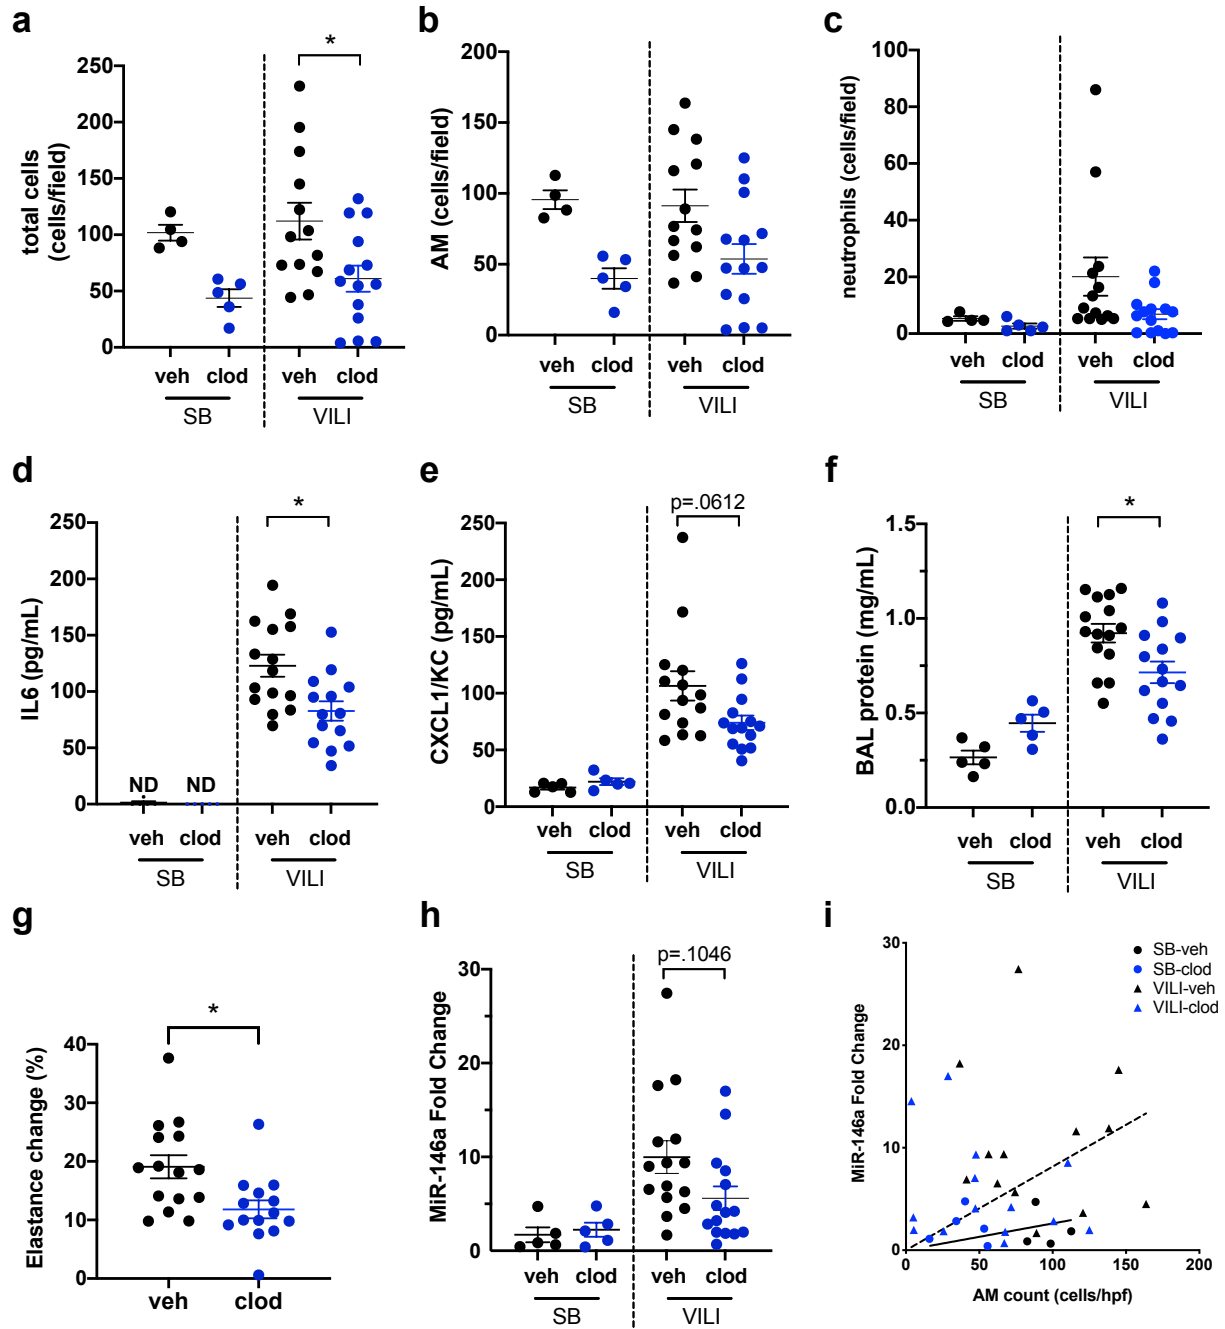 a
*
250
200
150
100
50
0
total cells
(cells/field)
veh clod veh clod
SB VILI
b
200
150
100
50
0
AM (cells/field)
veh clod veh clod
SB VILI
c
100
80
60
40
20
0
neutrophils (cells/field)
veh clod veh clod
SB VILI
d
*
250
200
150
100
50
0
IL6 (pg/mL)
ND ND
veh clod veh clod
SB VILI
e
p=.0612
250
200
150
100
50
0
CXCL1/KC (pg/mL)
veh clod veh clod
SB VILI
f
*
1.5
1.0
0.5
0.0
BAL protein (mg/mL)
veh clod veh clod
SB VILI
g
*
40
30
20
10
0
Elastance change (%)
veh clod
h
p=.1046
30
20
10
0
MiR-146a Fold Change
veh clod veh clod
SB VILI
i
SB-veh
SB-clod
VILI-veh
VILI-clod
30
20
10
0
MiR-146a Fold Change
0 50 100 150 200
AM count (cells/hpf)